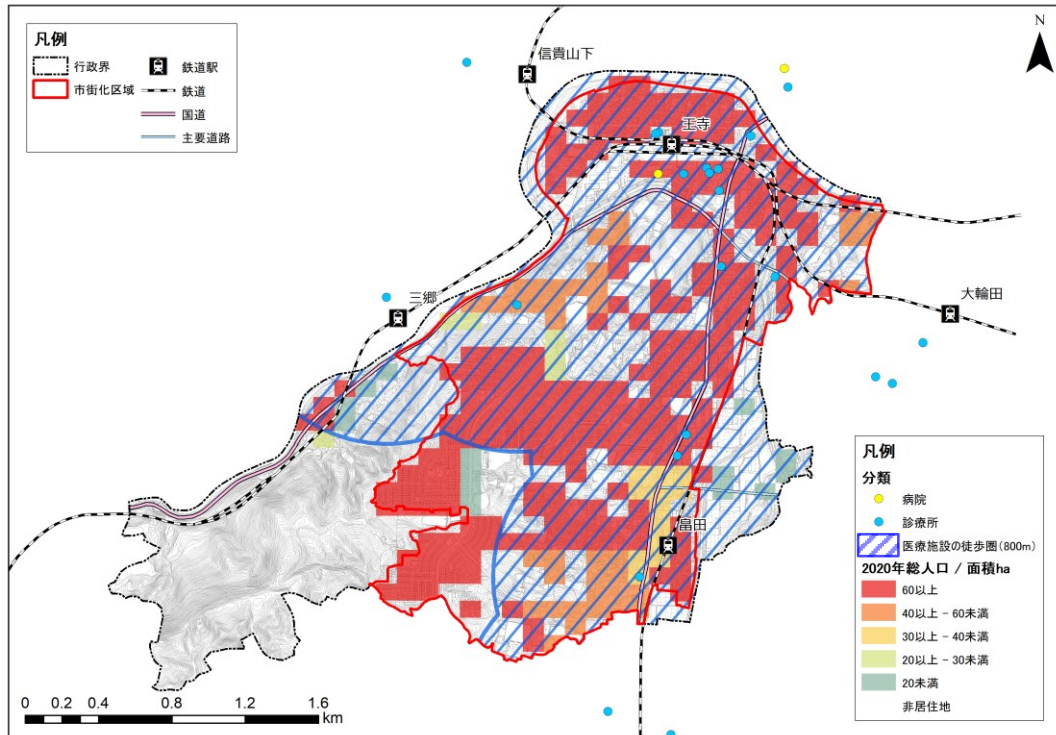 凡例
行政界
鉄道駅
市街化区域
鉄道
国道
主要道路
N
信貴山下
王寺
三郷
大輪田
畠田
凡例
分類
病院
診療所
医療施設の徒歩圏(800m)
2020年総人口 / 面積ha
60以上
40以上 - 60未満
30以上 - 40未満
20以上 - 30未満
20未満
非居住地
0 0.2 0.4 0.8 1.2 1.6
km